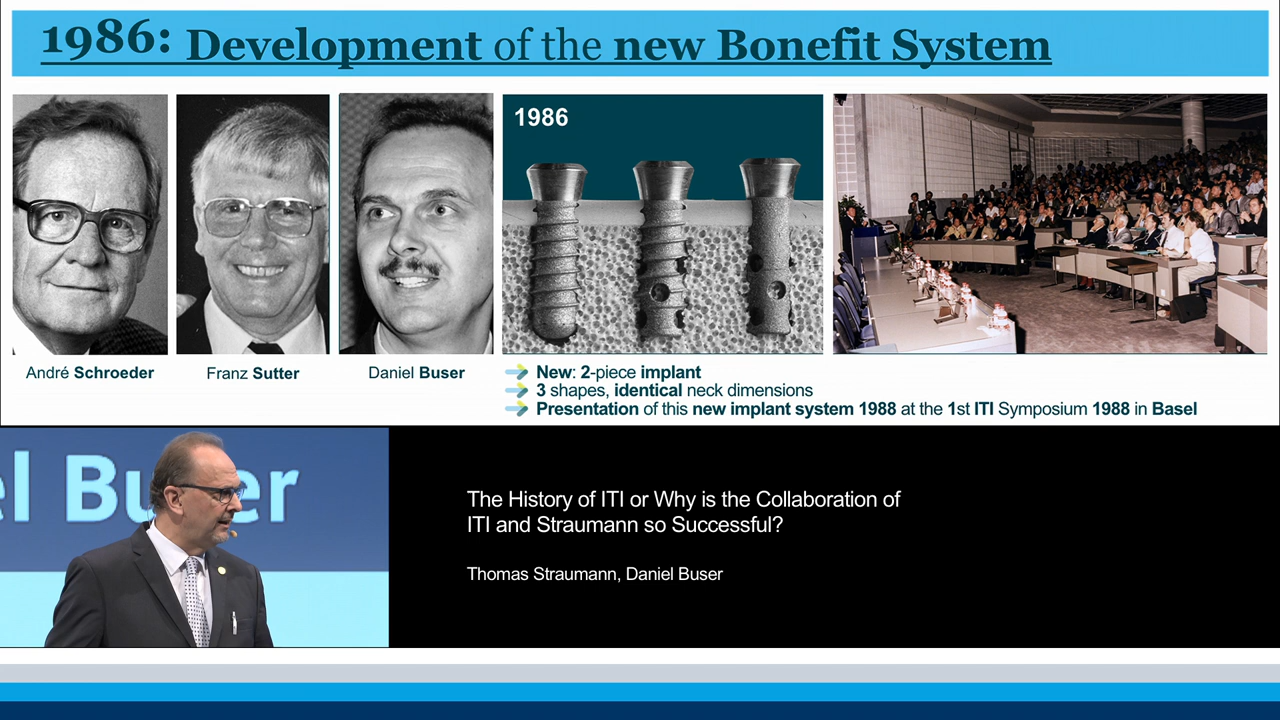 1986: Development of the new Bonefit System
1986
André Schroeder
Franz Sutter
Daniel Buser
New: 2-piece implant
3 shapes, identical neck dimensions
Presentation of this new implant system 1988 at the 1st ITI Symposium 1988 in Basel
el Buser
The History of ITI or Why is the Collaboration of
ITI and Straumann so Successful?
Thomas Straumann, Daniel Buser